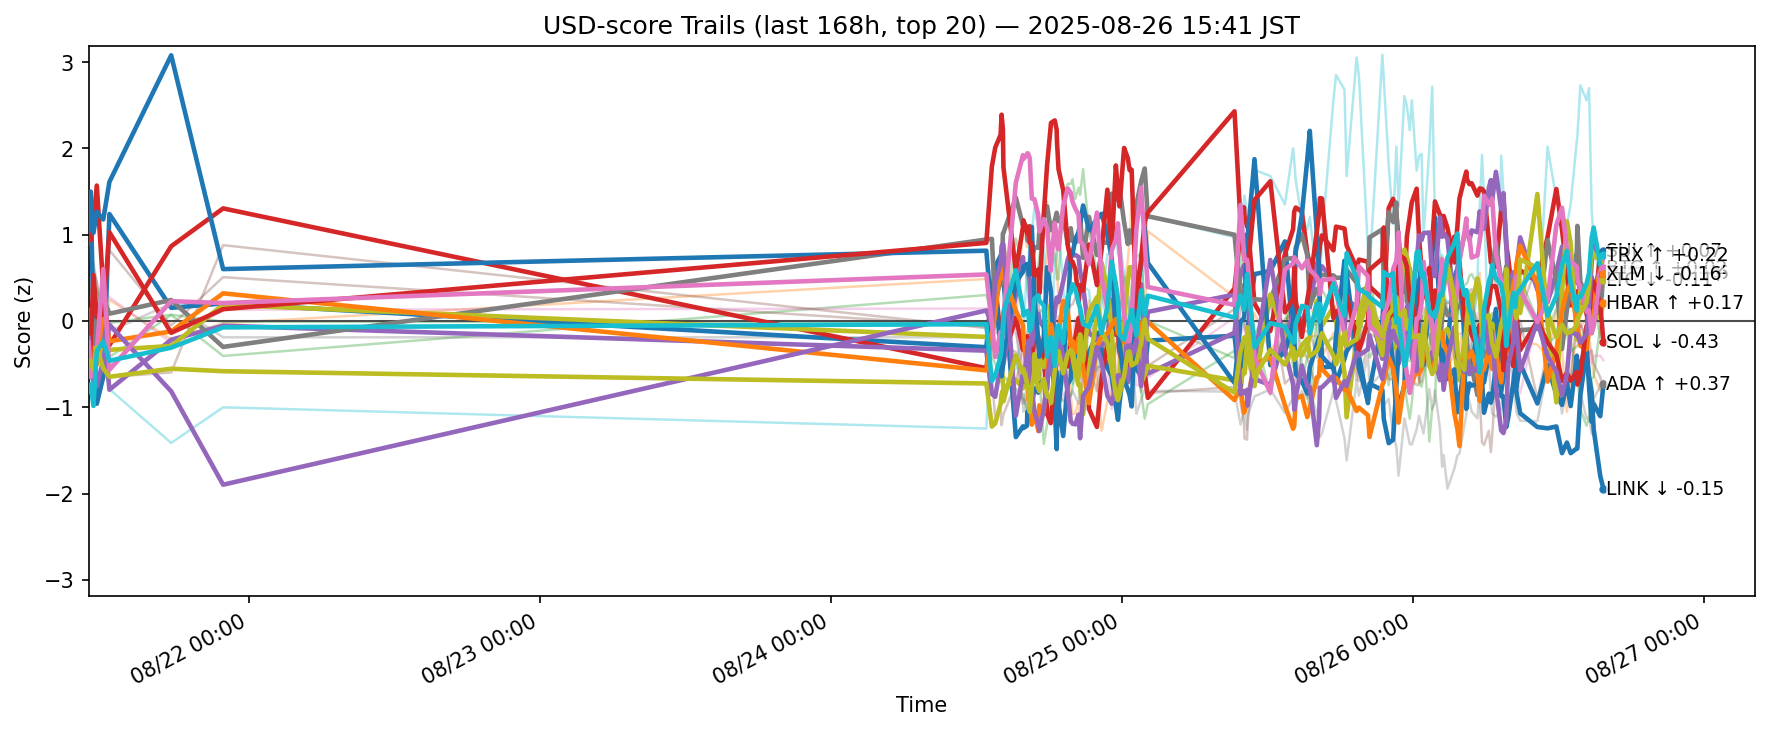 USD-score Trails (last 168h, top 20) — 2025-08-26 15:41 JST
Score (z)
3
2
1
0
−1
−2
−3
TRX ↑ +0.22
XLM ↓ -0.16
HBAR ↑ +0.17
SOL ↓ -0.43
ADA ↑ +0.37
LINK ↓ -0.15
08/22 00:00
08/23 00:00
08/24 00:00
08/25 00:00
08/26 00:00
08/27 00:00
Time